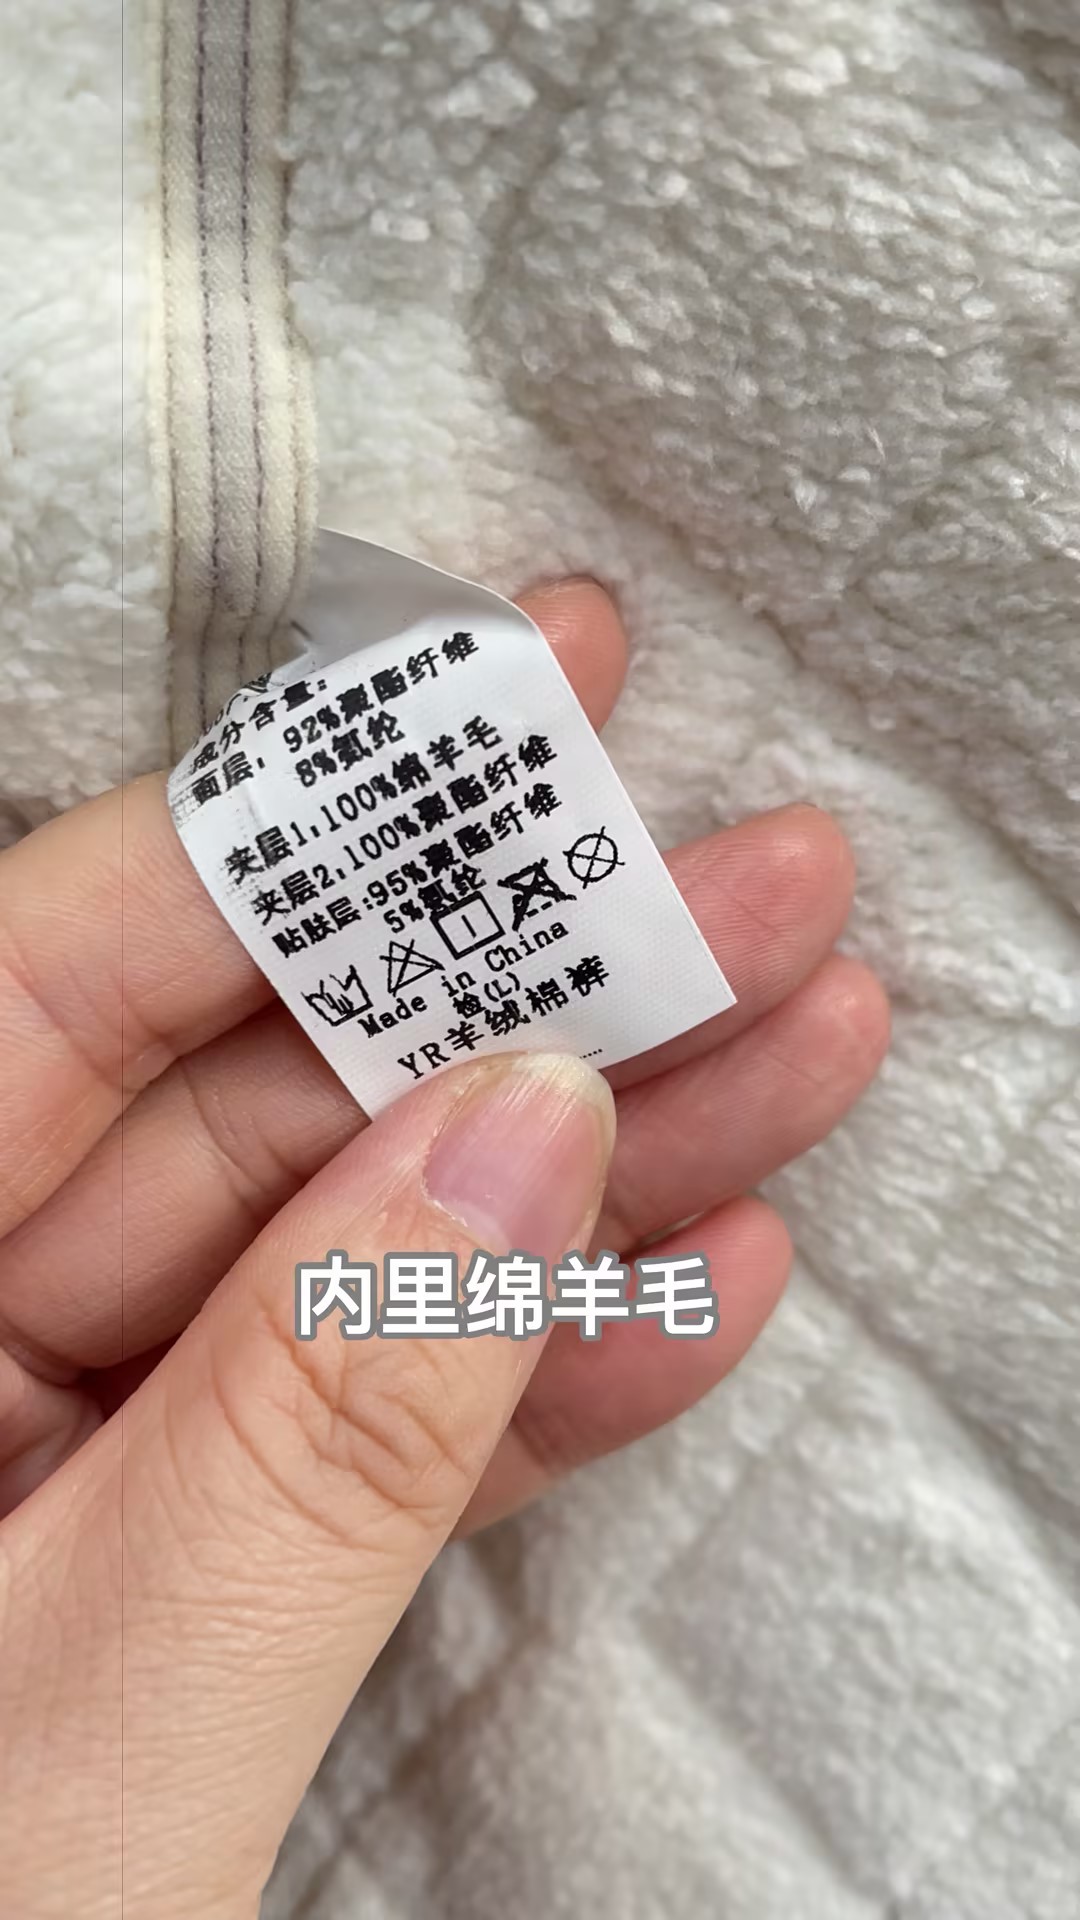 成分含量:
面层: 92%聚酯纤维
8%氨纶
夹层1:100%绵羊毛
夹层2:100%聚酯纤维
贴肤层:95%聚酯纤维
5%氨纶
Made in China
检(L)
YR羊绒棉裤
内里绵羊毛